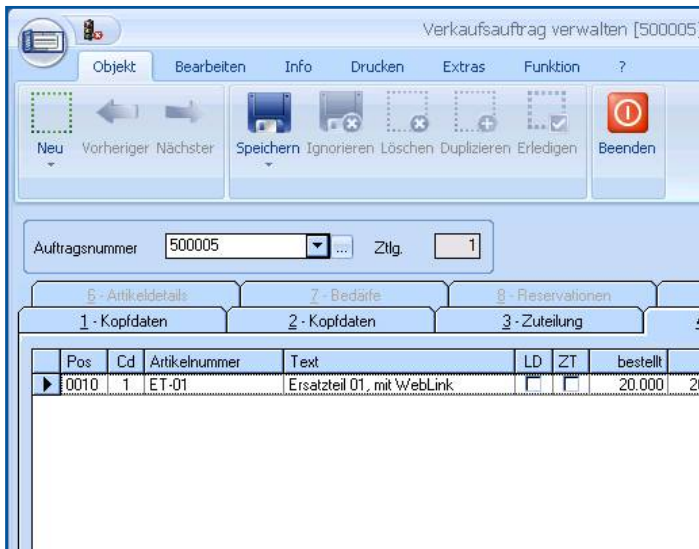 Verkaufsauftrag verwalten [500005]
Objekt Bearbeiten Info Drucken Extras Funktion ?
Neu Vorheriger Nächster Speichern Ignorieren Löschen Duplizieren Erledigen Beenden
Auftragsnummer 500005 ... Ztlg. 1
6 - Artikeldetails 7 - Bedärfe 8 - Reservationen
1 - Kopfdaten 2 - Kopfdaten 3 - Zuteilung
Pos Cd Artikelnummer Text LD ZT bestellt
0010 1 ET-01 Ersatzteil 01, mit WebLink 20.000